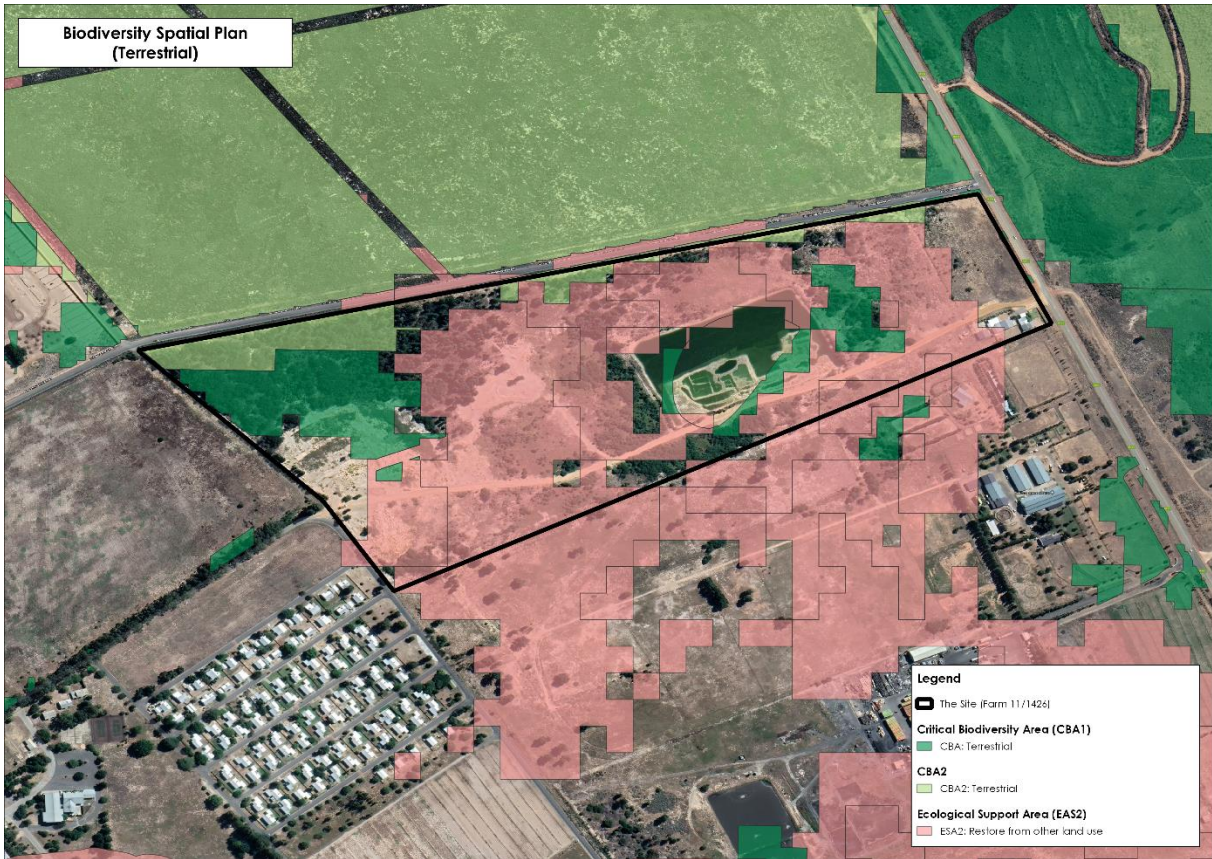 Biodiversity Spatial Plan
(Terrestrial)
Legend
The Site (Farm 11/1426)
Critical Biodiversity Area (CBA1)
CBA: Terrestrial
CBA2
CBA2: Terrestrial
Ecological Support Area (EAS2)
ESA2: Restore from other land use